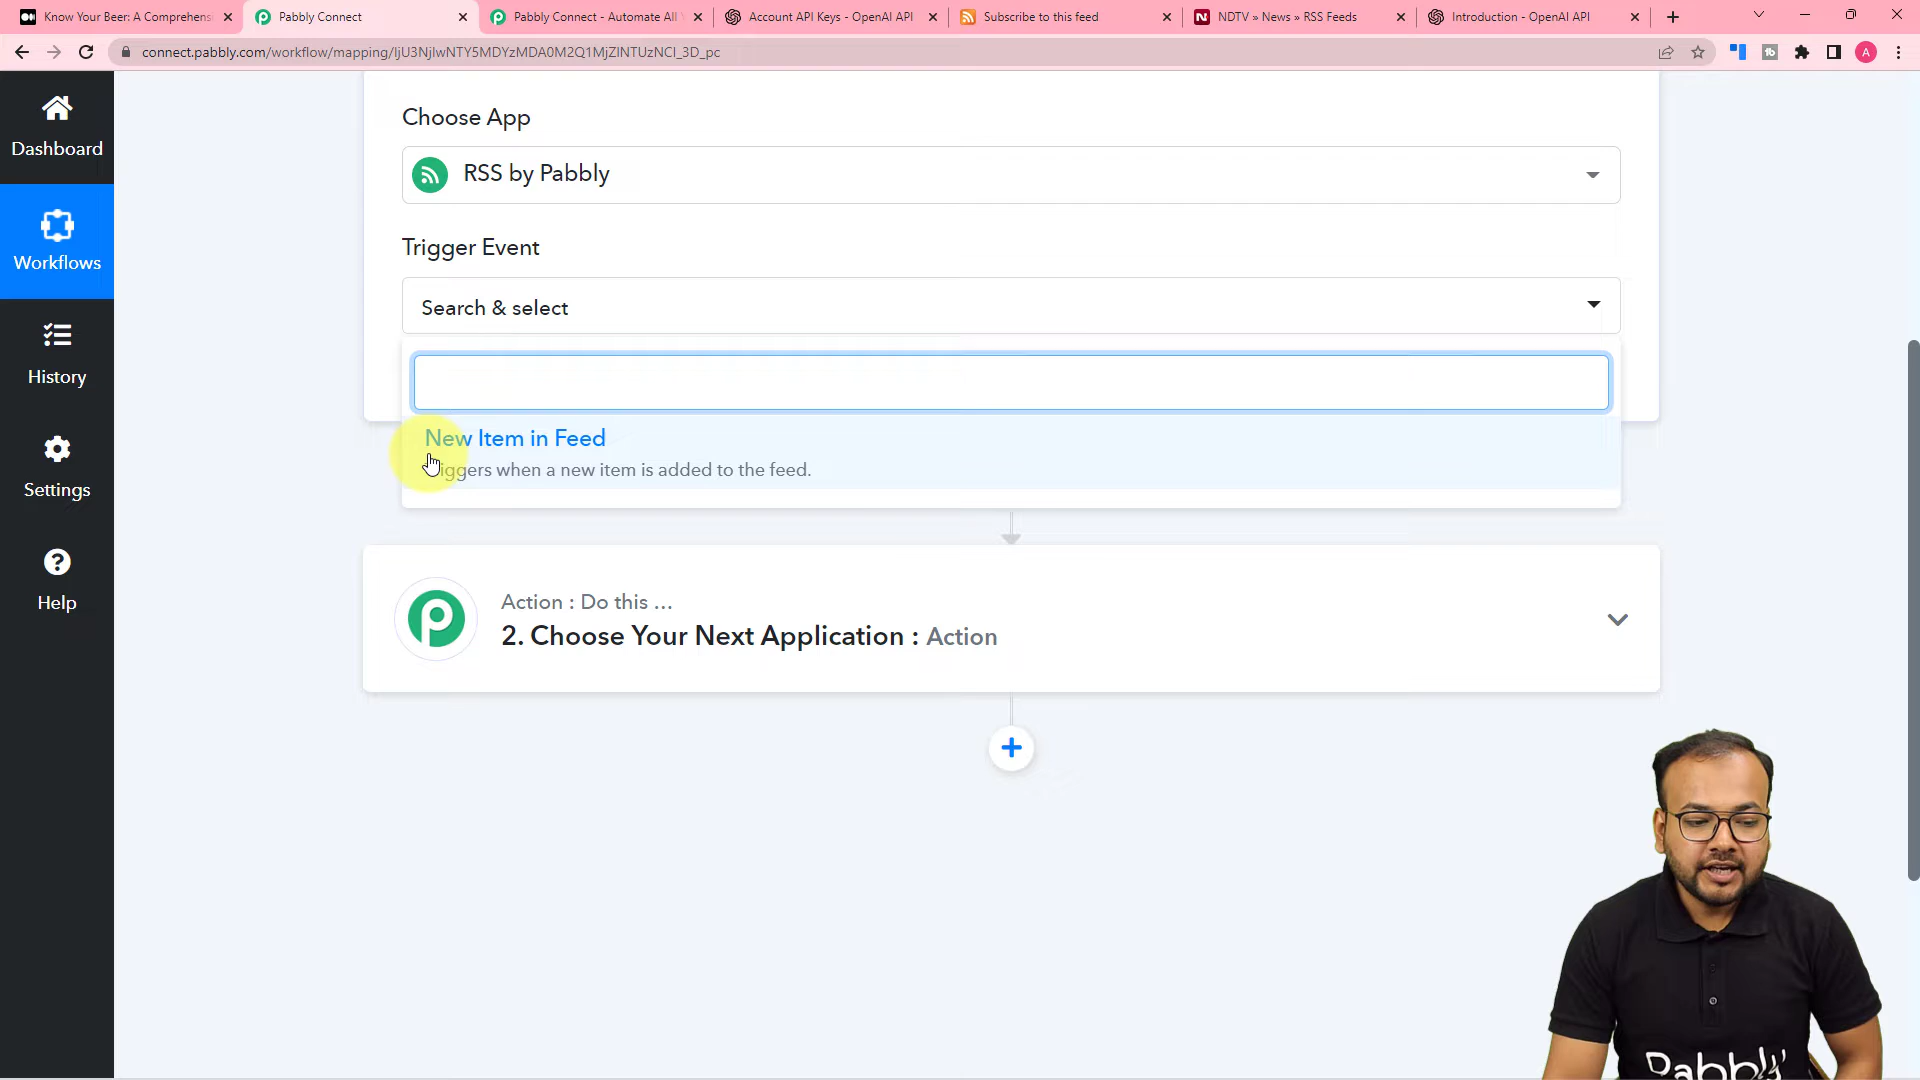 Know Your Beer: A Comprehens
Pabbly Connect
Pabbly Connect - Automate All
Account API Keys - OpenAI API
Subscribe to this feed
NDTV » News » RSS Feeds
Introduction - OpenAI API
connect.pabbly.com/workflow/mapping/IjU3NjIwNTY5MDYzMDA0M2Q1MjZlNTUzNCI_3D_pc
A
Dashboard
Workflows
History
Settings
Help
Choose App
RSS by Pabbly
Trigger Event
Search & select
New Item in Feed
Triggers when a new item is added to the feed.
Action : Do this ...
2. Choose Your Next Application : Action
Pabbly